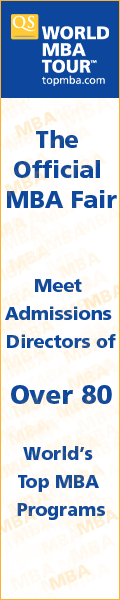 QS
WORLD
MBA
TOUR™
topmba.com
The
Official
MBA Fair
Meet
Admissions
Directors of
Over 80
World's
Top MBA
Programs